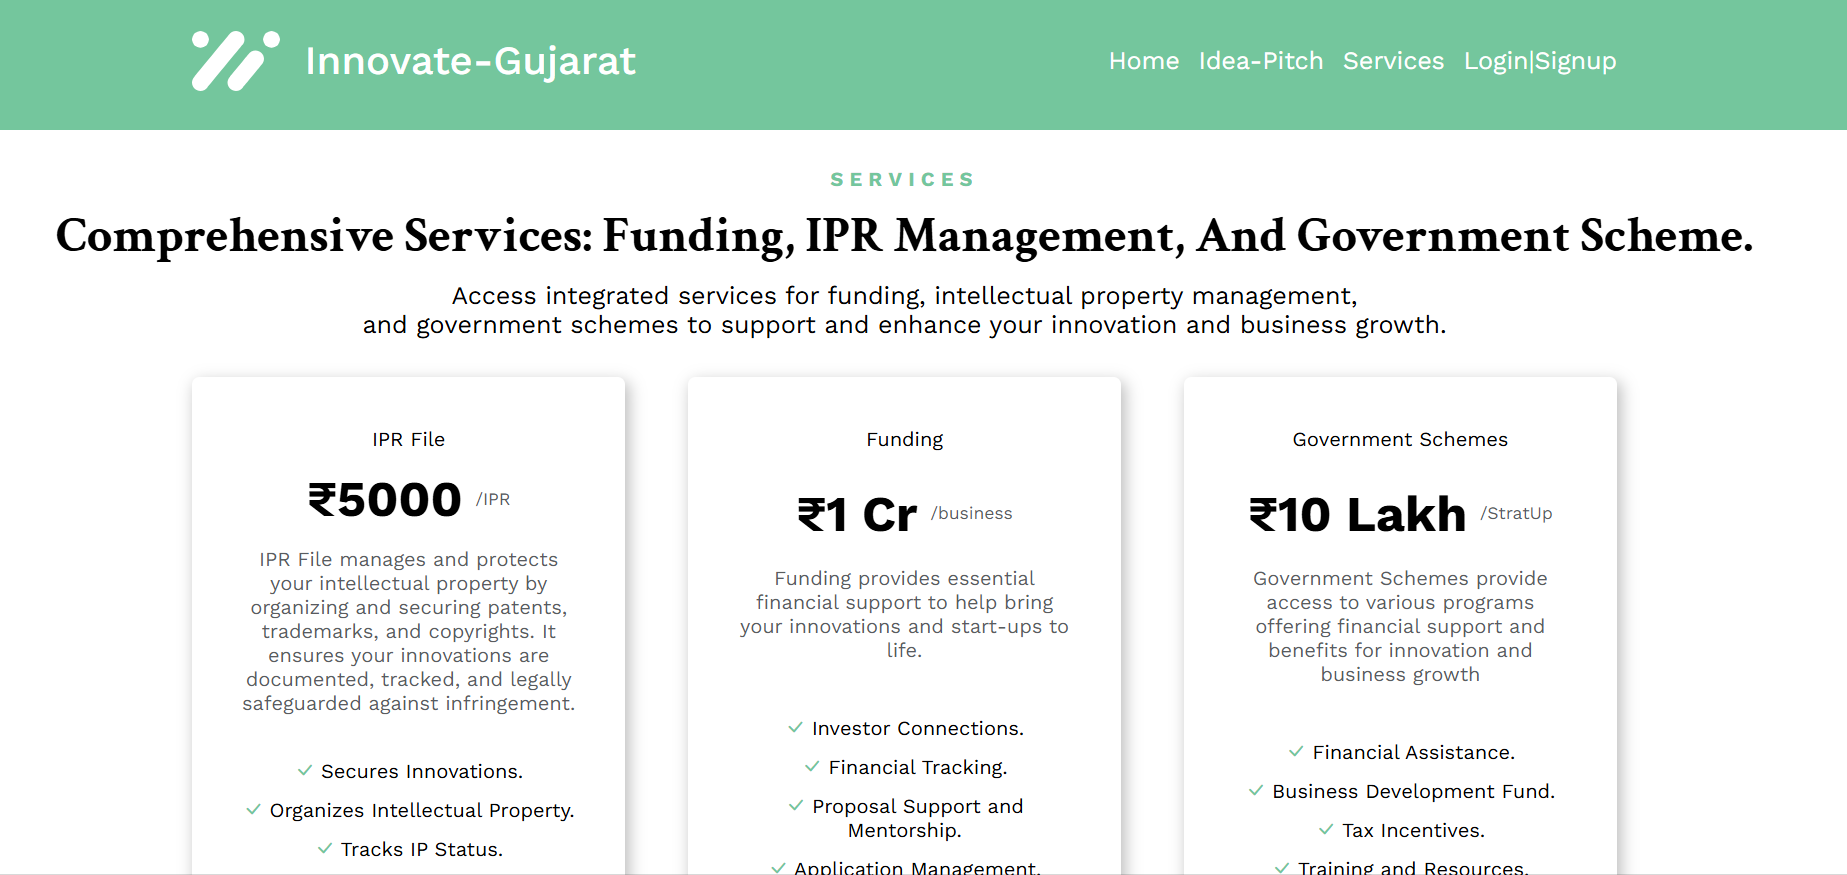 Innovate-Gujarat
Home Idea-Pitch Services Login|Signup
SERVICES
Comprehensive Services: Funding, IPR Management, And Government Scheme.
Access integrated services for funding, intellectual property management,
and government schemes to support and enhance your innovation and business growth.
IPR File
₹5000 /IPR
IPR File manages and protects
your intellectual property by
organizing and securing patents,
trademarks, and copyrights. It
ensures your innovations are
documented, tracked, and legally
safeguarded against infringement.
Secures Innovations.
Organizes Intellectual Property.
Tracks IP Status.
Funding
₹1 Cr /business
Funding provides essential
financial support to help bring
your innovations and start-ups to
life.
Investor Connections.
Financial Tracking.
Proposal Support and
Mentorship.
Application Management.
Government Schemes
₹10 Lakh /StratUp
Government Schemes provide
access to various programs
offering financial support and
benefits for innovation and
business growth
Financial Assistance.
Business Development Fund.
Tax Incentives.
Training and Resources.